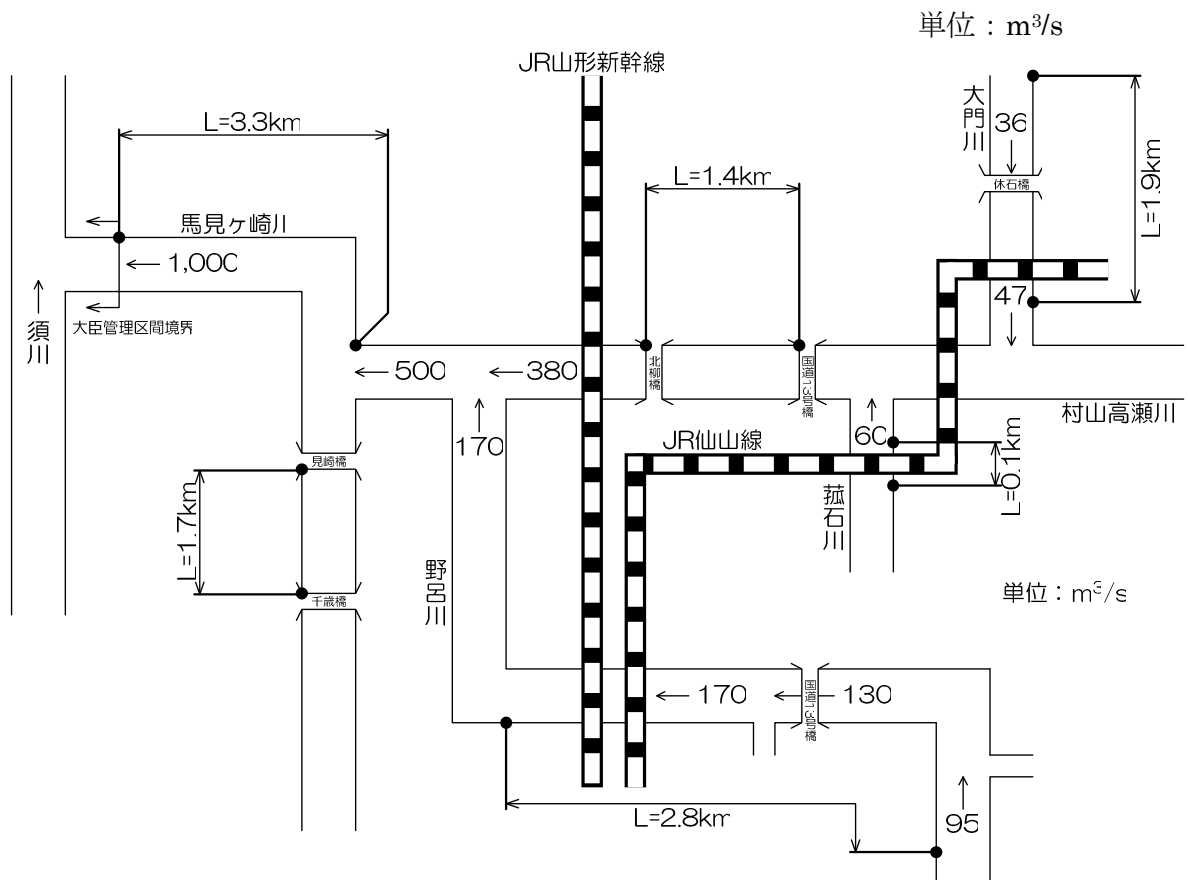 単位：m³/s
JR山形新幹線
大門川
36
L=3.3km
L=1.4km
休石橋
L=1.9km
馬見ヶ崎川
1,000
47
須川
大臣管理区間境界
500
380
北柳橋
国道13号橋
村山高瀬川
170
60
JR仙山線
L=0.1km
見崎橋
菰石川
L=1.7km
野呂川
千歳橋
単位：m³/s
170
130
国道13号橋
L=2.8km
95